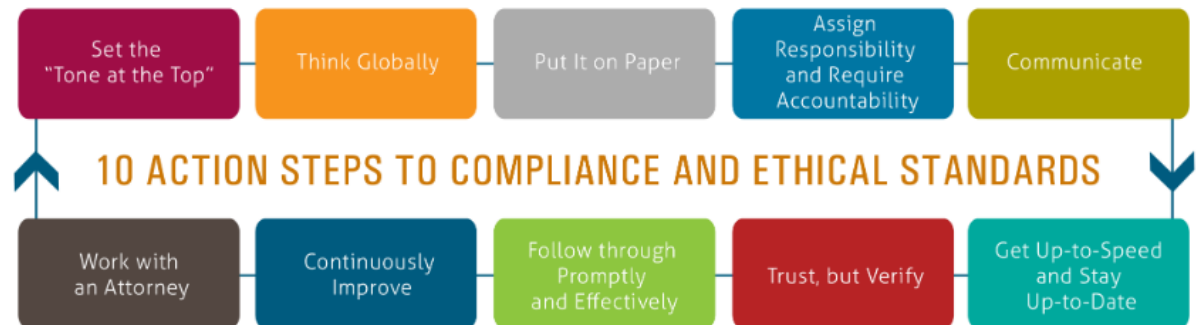 Set the
“Tone at the Top”
Think Globally
Put It on Paper
Assign
Responsibility
and Require
Accountability
Communicate
10 ACTION STEPS TO COMPLIANCE AND ETHICAL STANDARDS
Work with
an Attorney
Continuously
Improve
Follow through
Promptly
and Effectively
Trust, but Verify
Get Up-to-Speed
and Stay
Up-to-Date